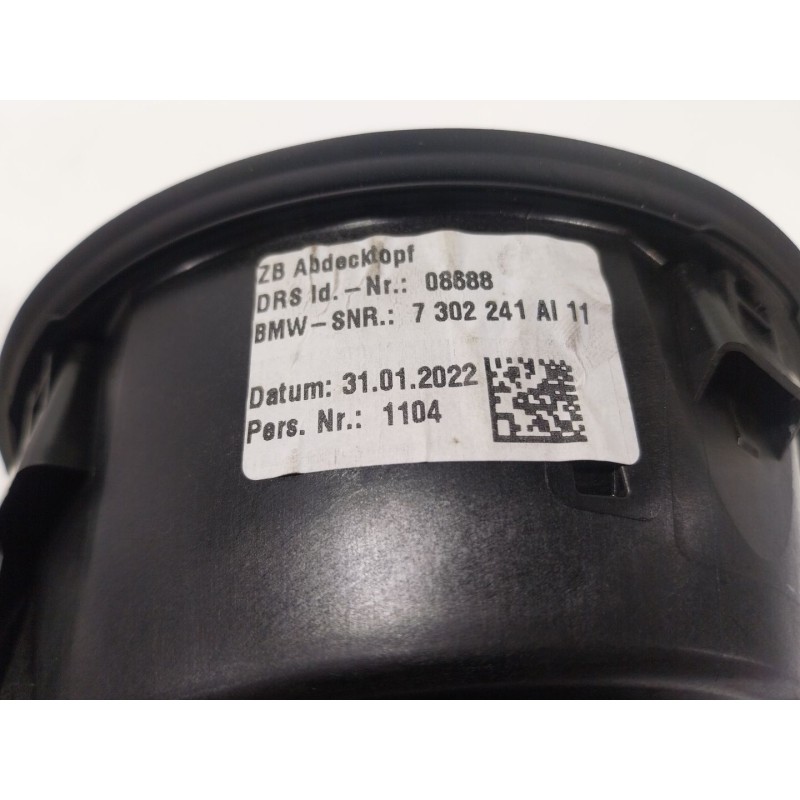 ZB Abdecktopf
DRS Id.-Nr.: 08688
BMW-SNR.: 7 302 241 AI 11
Datum: 31.01.2022
Pers. Nr.: 1104